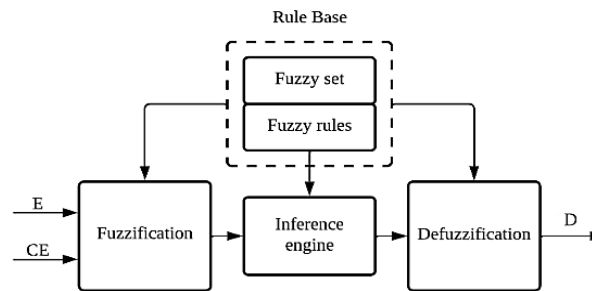 Rule Base
Fuzzy set
Fuzzy rules
E
CE
Fuzzification
Inference
engine
Defuzzification
D